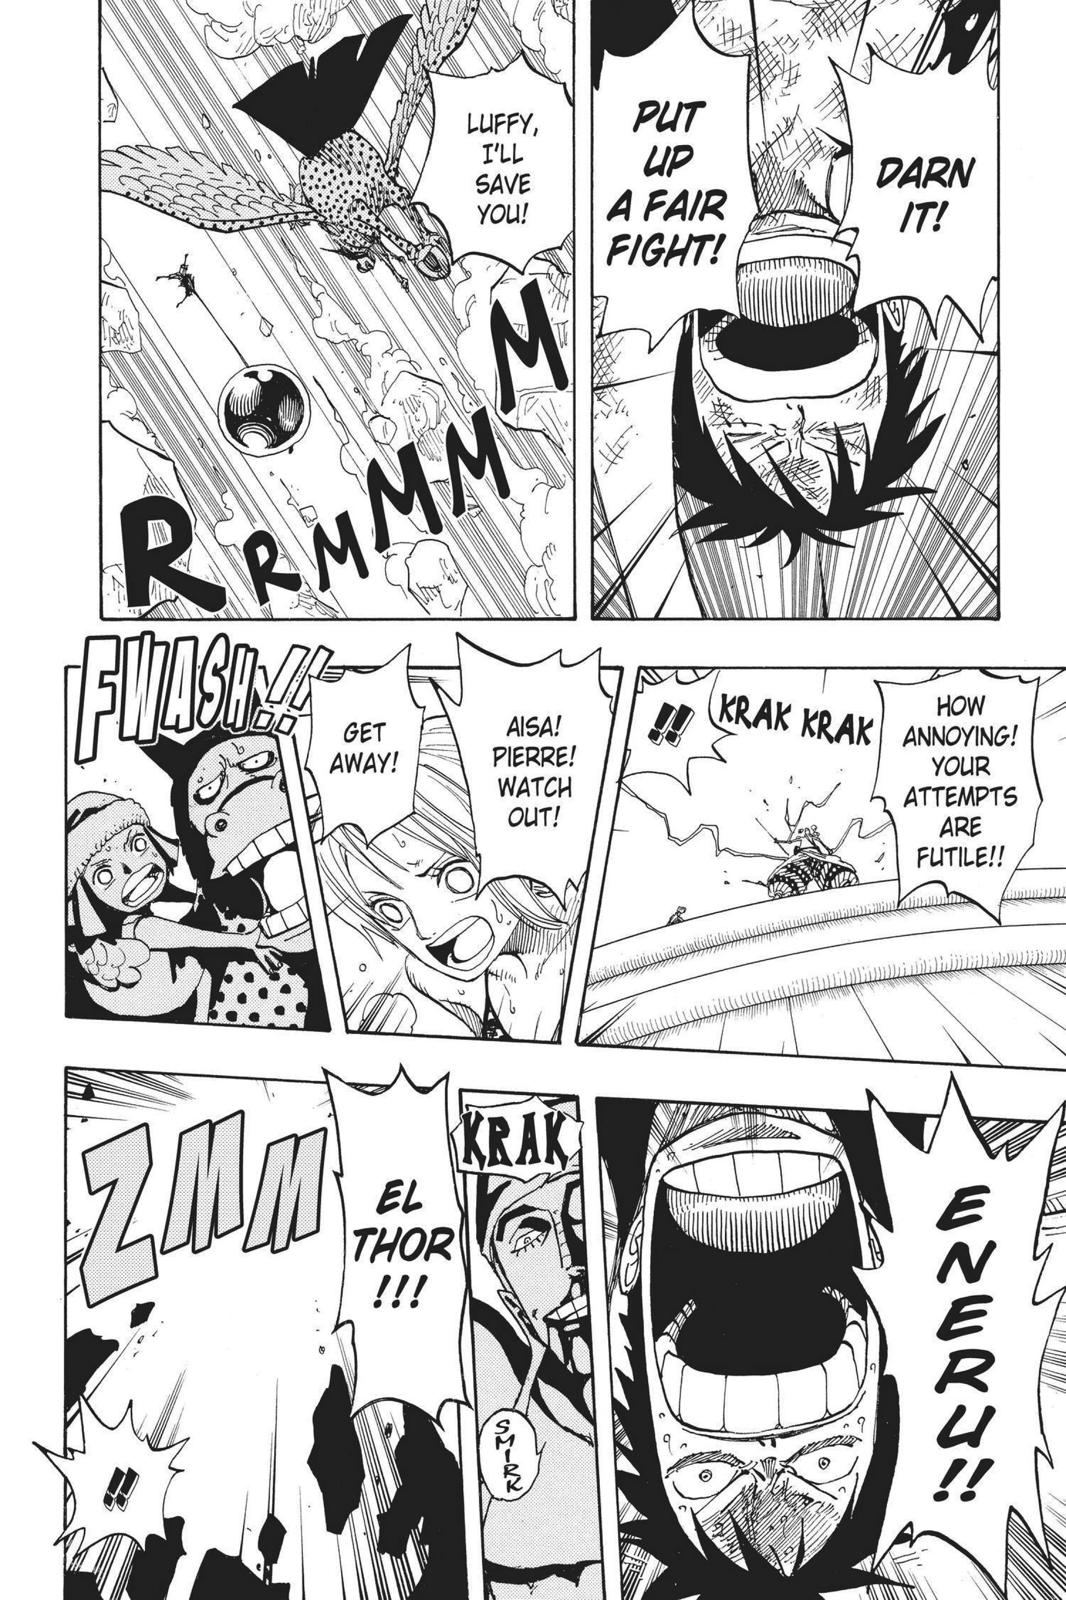 DARN
IT!
PUT
UP
A FAIR
FIGHT!
LUFFY,
I'LL
SAVE
YOU!
RRMMMM
HOW
ANNOYING!
YOUR
ATTEMPTS
ARE
FUTILE!!
KRAK KRAK
!!
AISA!
PIERRE!
WATCH
OUT!
GET
AWAY!
FWASH!!
ENERU!!
KRAK
SMIRK
EL
THOR
!!!
ZMM
!!